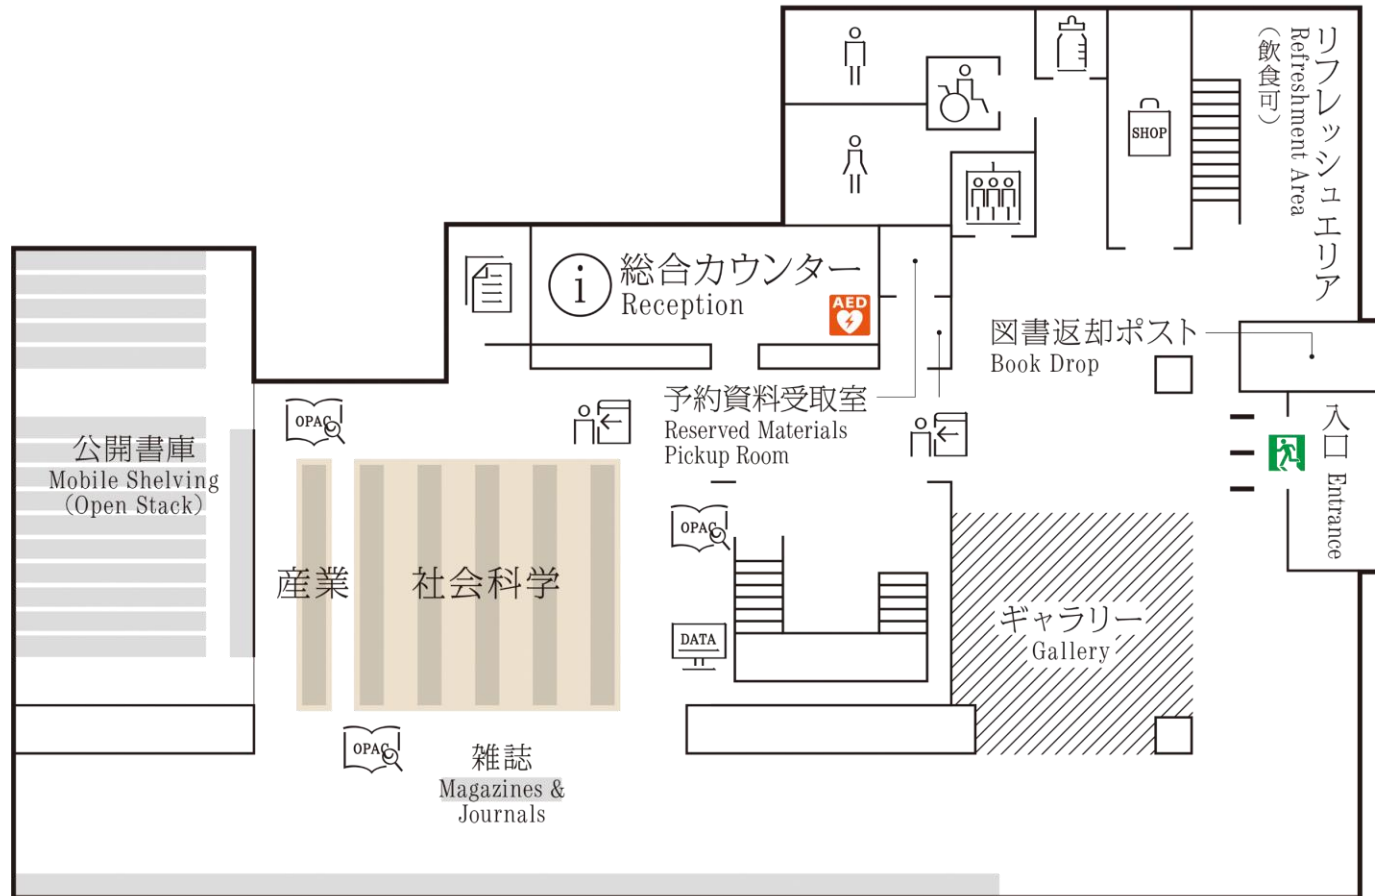 リフレッシュエリア
Refreshment Area
（飲食可）
SHOP
i 総合カウンター
Reception
AED
図書返却ポスト
Book Drop
予約資料受取室
Reserved Materials
Pickup Room
入口
Entrance
OPAC
公開書庫
Mobile Shelving
(Open Stack)
OPAC
産業
社会科学
DATA
ギャラリー
Gallery
OPAC
雑誌
Magazines &
Journals